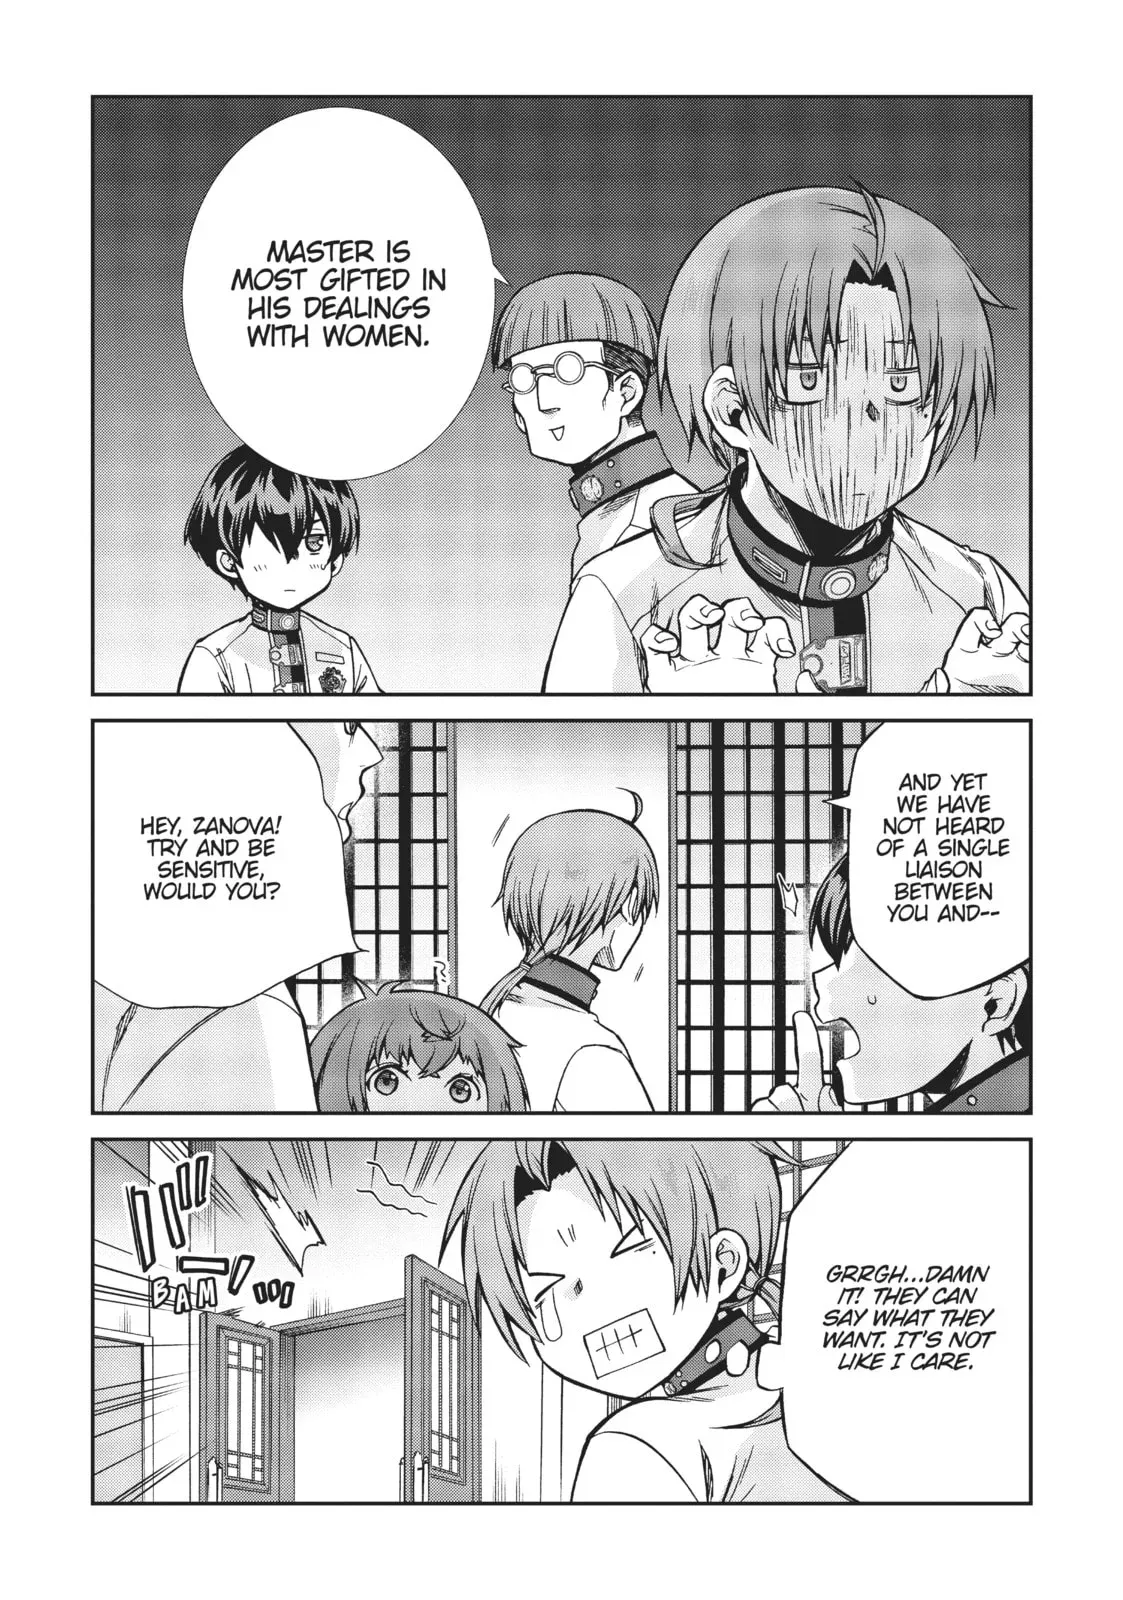 MASTER IS
MOST GIFTED IN
HIS DEALINGS
WITH WOMEN.
AND YET
WE HAVE
NOT HEARD
OF A SINGLE
LIAISON
BETWEEN
YOU AND--
HEY, ZANOVA!
TRY AND BE
SENSITIVE,
WOULD YOU?
GRRGH...DAMN
IT! THEY CAN
SAY WHAT THEY
WANT. IT'S NOT
LIKE I CARE.
BAM